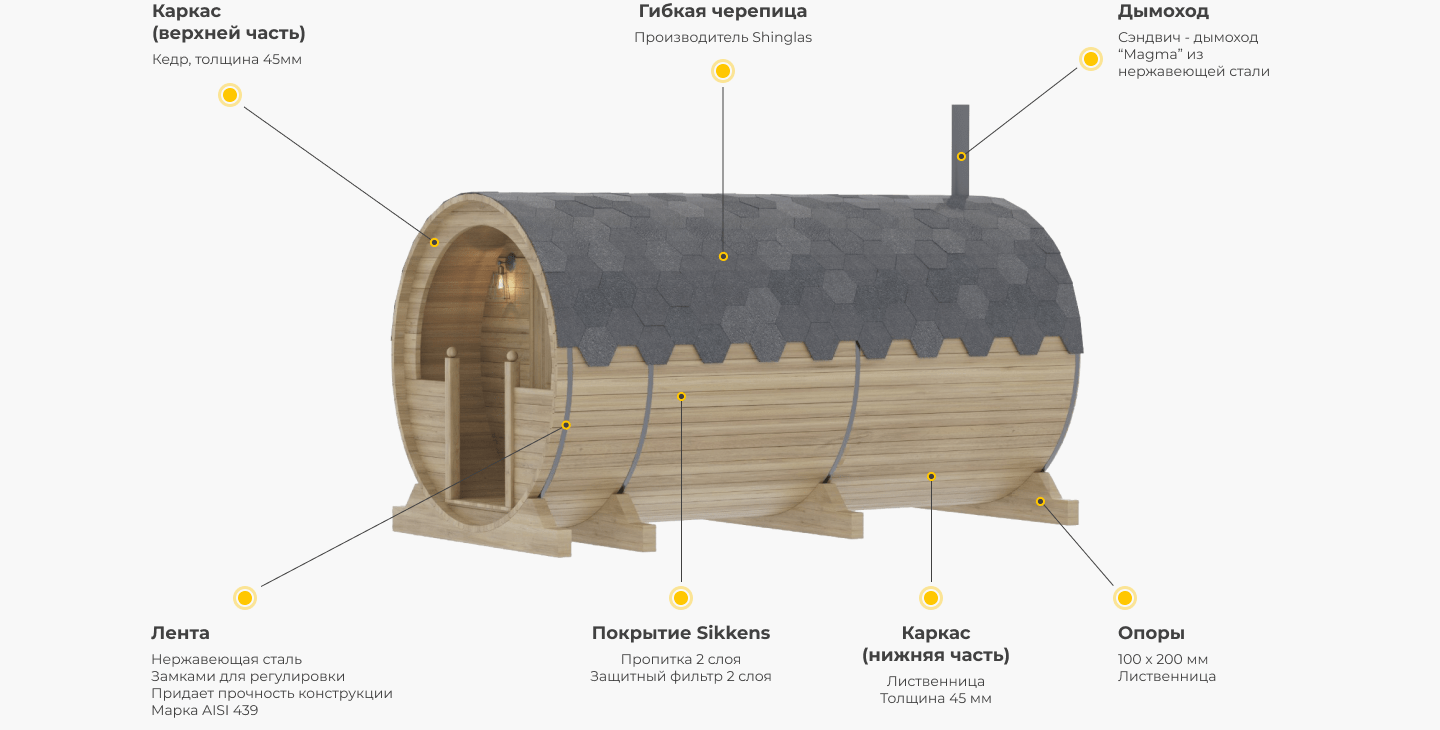 Каркас
(верхней часть)
Кедр, толщина 45мм
Гибкая черепица
Производитель Shinglas
Дымоход
Сэндвич - дымоход
“Magma” из
нержавеющей стали
Лента
Нержавеющая сталь
Замками для регулировки
Придает прочность конструкции
Марка AISI 439
Покрытие Sikkens
Пропитка 2 слоя
Защитный фильтр 2 слоя
Каркас
(нижняя часть)
Лиственница
Толщина 45 мм
Опоры
100 х 200 мм
Лиственница